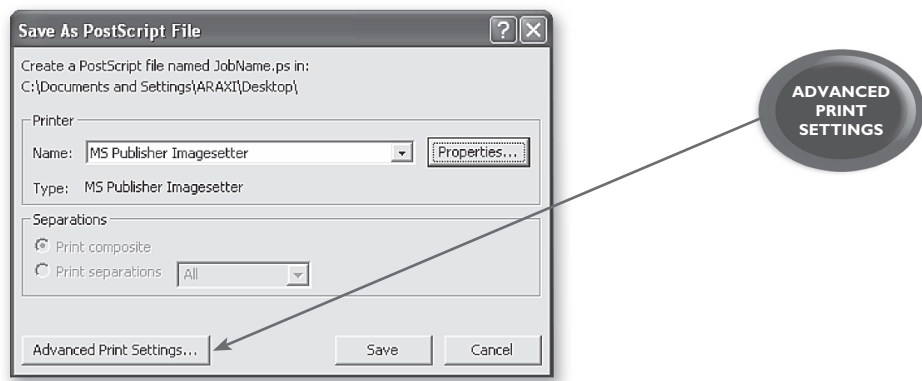 Save As PostScript File
Create a PostScript file named JobName.ps in:
C:\Documents and Settings\ARAXI\Desktop\
Printer
Name: MS Publisher Imagesetter Properties...
Type: MS Publisher Imagesetter
Separations
Print composite
Print separations All
Advanced Print Settings... Save Cancel
ADVANCED
PRINT
SETTINGS